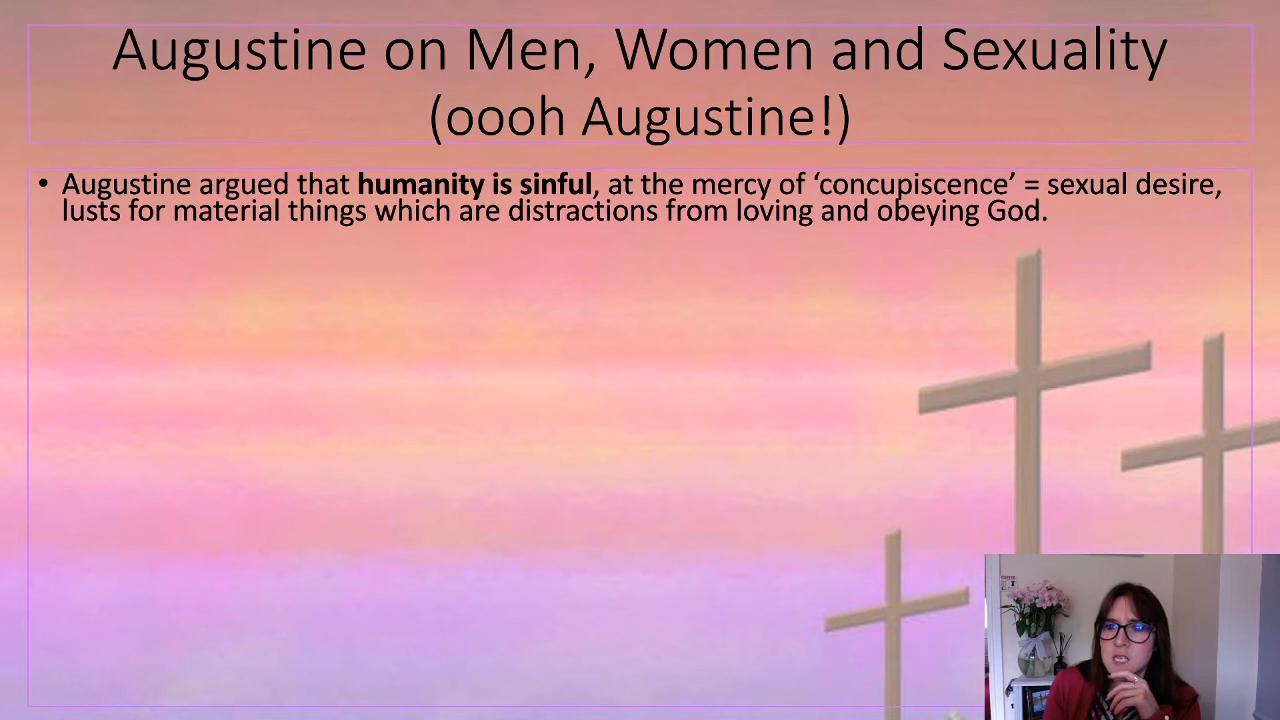 Augustine on Men, Women and Sexuality
(oooh Augustine!)
• Augustine argued that humanity is sinful, at the mercy of ‘concupiscence’ = sexual desire,
lusts for material things which are distractions from loving and obeying God.